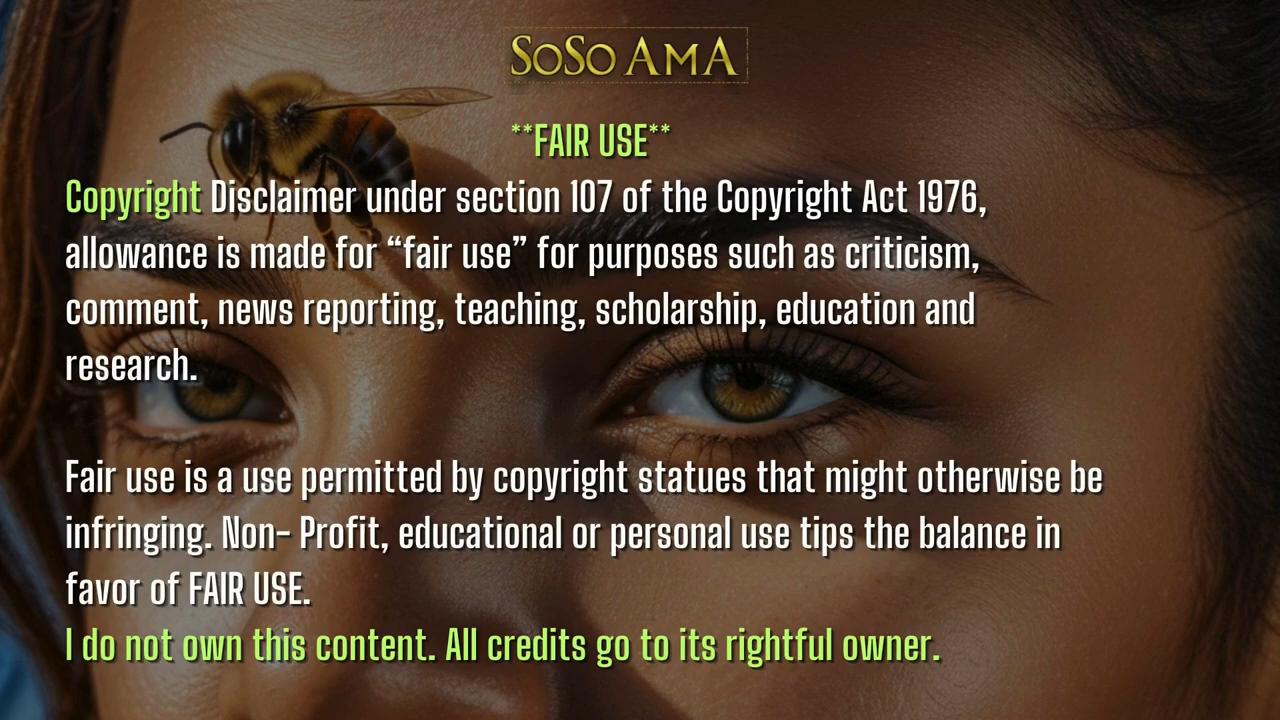 SoSo AmA
**FAIR USE**
Copyright Disclaimer under section 107 of the Copyright Act 1976,
allowance is made for “fair use” for purposes such as criticism,
comment, news reporting, teaching, scholarship, education and
research.
Fair use is a use permitted by copyright statues that might otherwise be
infringing. Non- Profit, educational or personal use tips the balance in
favor of FAIR USE.
I do not own this content. All credits go to its rightful owner.